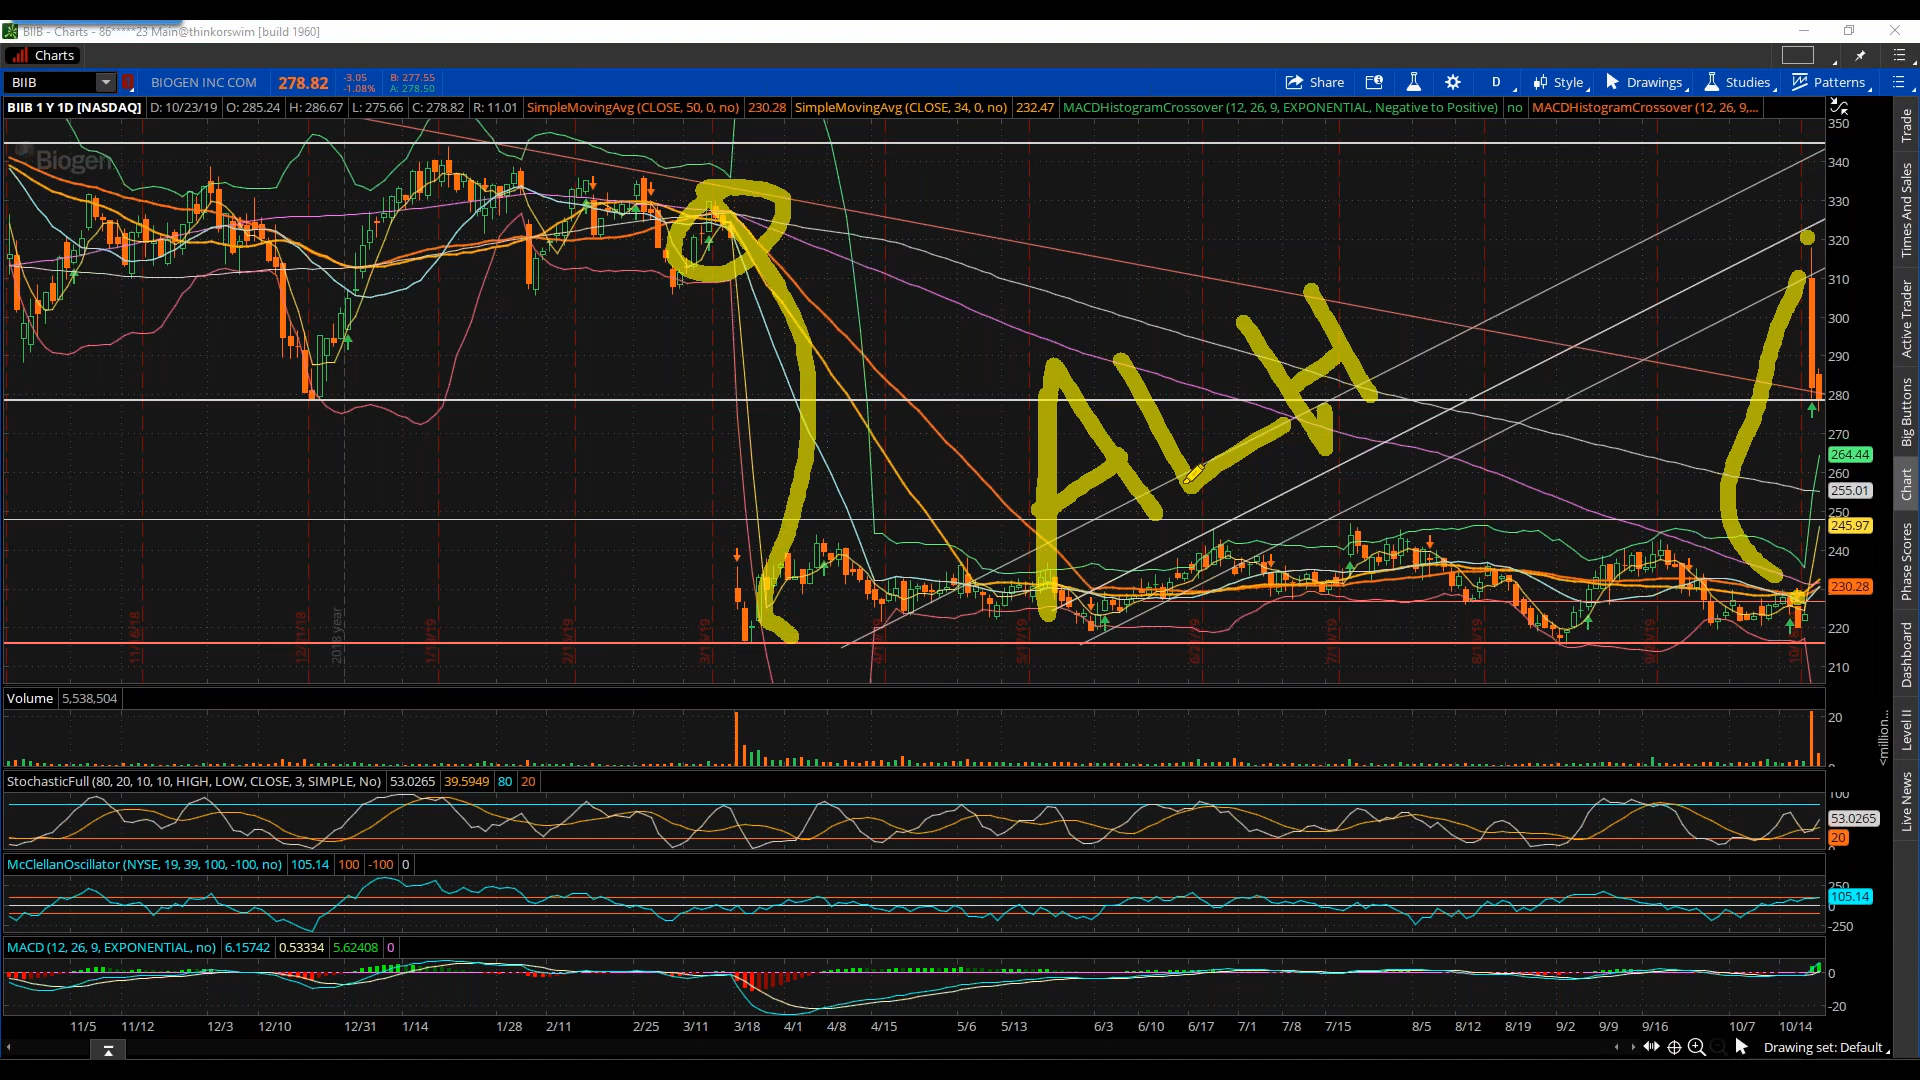 BIIB - Charts - 86*****23 Main@thinkorswim [build 1960]
Charts
BIIB BIOGEN INC COM 278.82 -3.05 -1.08% B: 277.55 A: 278.50 Share D Style Drawings Studies Patterns
BIIB 1 Y 1D [NASDAQ] D: 10/23/19 O: 285.24 H: 286.67 L: 275.66 C: 278.82 R: 11.01 SimpleMovingAvg (CLOSE, 50, 0, no) 230.28 SimpleMovingAvg (CLOSE, 34, 0, no) 232.47 MACDHistogramCrossover (12, 26, 9, EXPONENTIAL, Negative to Positive) no MACDHistogramCrossover (12, 26, 9,...
Biogen
350
340
330
320
310
300
290
280
270
264.44
260
255.01
250
245.97
240
230.28
220
210
2018 year
ALH
Trade
Times And Sales
Active Trader
Big Buttons
Chart
Phase Scores
Dashboard
Level II
Live News
Volume 5,538,504
20
<million...
StochasticFull (80, 20, 10, 10, HIGH, LOW, CLOSE, 3, SIMPLE, No) 53.0265 39.5949 80 20
100
53.0265
20
McClellanOscillator (NYSE, 19, 39, 100, -100, no) 105.14 100 -100 0
250
105.14
0
-250
MACD (12, 26, 9, EXPONENTIAL, no) 6.15742 0.53334 5.62408 0
0
-20
11/5 11/12 12/3 12/10 12/31 1/14 1/28 2/11 2/25 3/11 3/18 4/1 4/8 4/15 5/6 5/13 6/3 6/10 6/17 7/1 7/8 7/15 8/5 8/12 8/19 9/2 9/9 9/16 10/7 10/14
Drawing set: Default